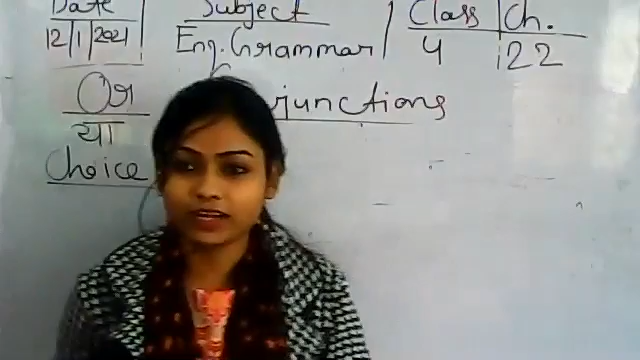 Date Subject Class Ch.
12/1/2021 Eng. Grammar 4 22
Or junctions
या
Choice